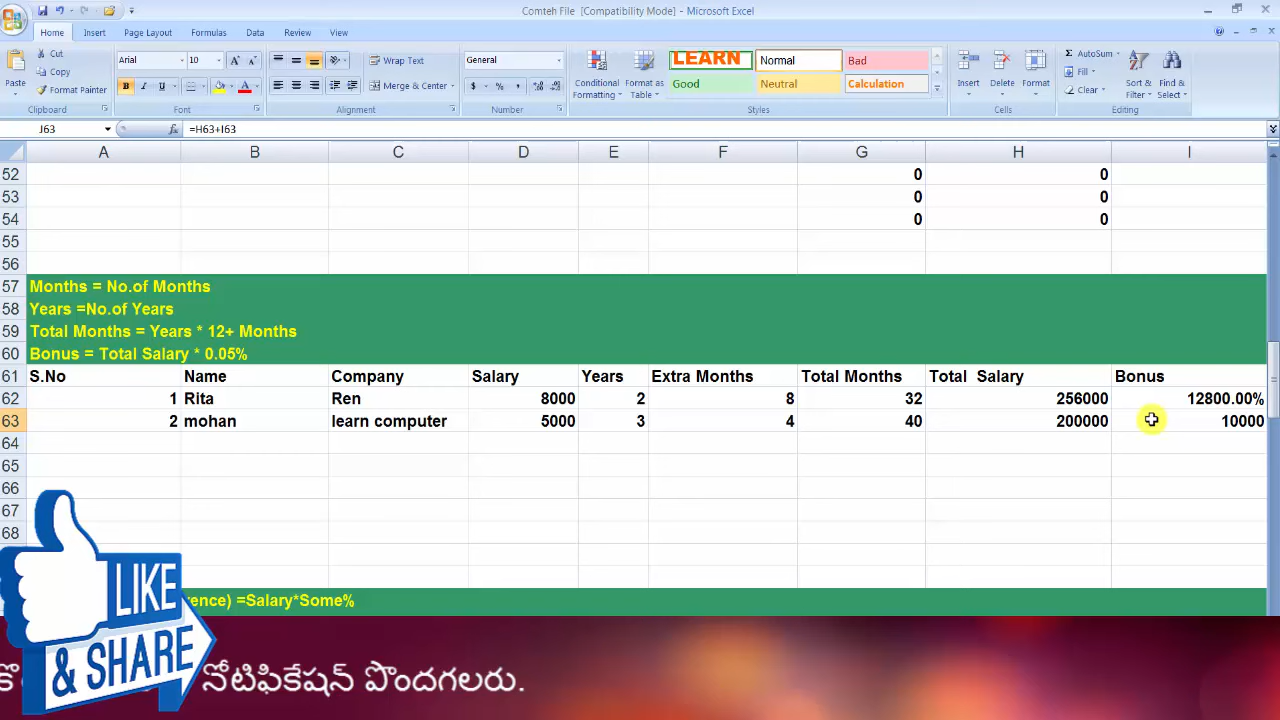 Comteh File [Compatibility Mode] - Microsoft Excel
Home Insert Page Layout Formulas Data Review View
Paste Cut Copy Format Painter Clipboard
Arial 10 Font
Wrap Text Merge & Center Alignment
General Number
Conditional Formatting Format as Table
LEARN Normal Bad
Good Neutral Calculation
Styles
Insert Delete Format Cells
AutoSum Fill Clear Sort & Filter Find & Select Editing
J63 fx =H63+I63
A B C D E F G H I
52 0 0
53 0 0
54 0 0
55
56
57 Months = No.of Months
58 Years =No.of Years
59 Total Months = Years * 12+ Months
60 Bonus = Total Salary * 0.05%
61 S.No Name Company Salary Years Extra Months Total Months Total Salary Bonus
62 1 Rita Ren 8000 2 8 32 256000 12800.00%
63 2 mohan learn computer 5000 3 4 40 200000 10000
64
65
66
67
68
rence) =Salary*Some%
LIKE
& SHARE
నోటిఫికేషన్ పొందగలరు.